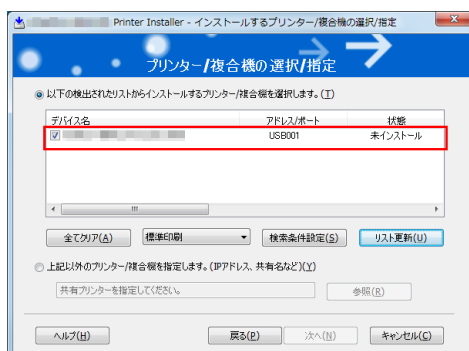 Printer Installer - インストールするプリンター/複合機の選択/指定
プリンター/複合機の選択/指定
以下の検出されたリストからインストールするプリンター/複合機を選択します。(T)
デバイス名 アドレス/ポート 状態
USB001 未インストール
全てクリア(A) 標準印刷 検索条件設定(S) リスト更新(U)
上記以外のプリンター/複合機を指定します。(IPアドレス、共有名など)(Y)
共有プリンターを指定してください。 参照(R)
ヘルプ(H) 戻る(P) 次へ(N) キャンセル(C)